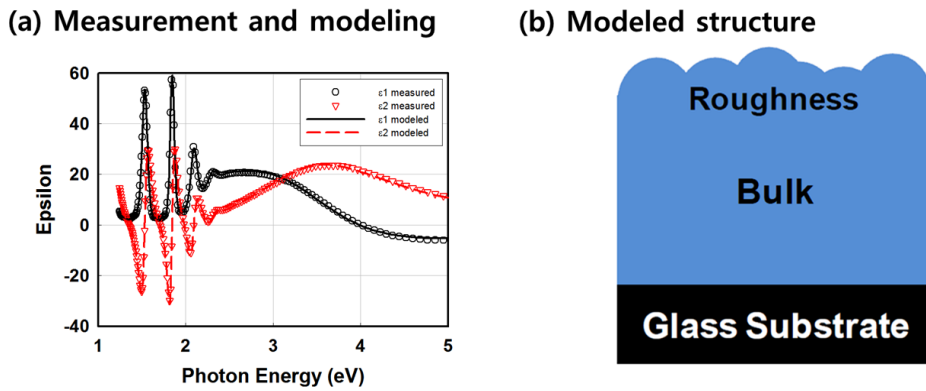 (a) Measurement and modeling
(b) Modeled structure
60
40
20
0
-20
-40
Epsilon
ε1 measured
ε2 measured
ε1 modeled
ε2 modeled
1
2
3
4
5
Photon Energy (eV)
Roughness
Bulk
Glass Substrate